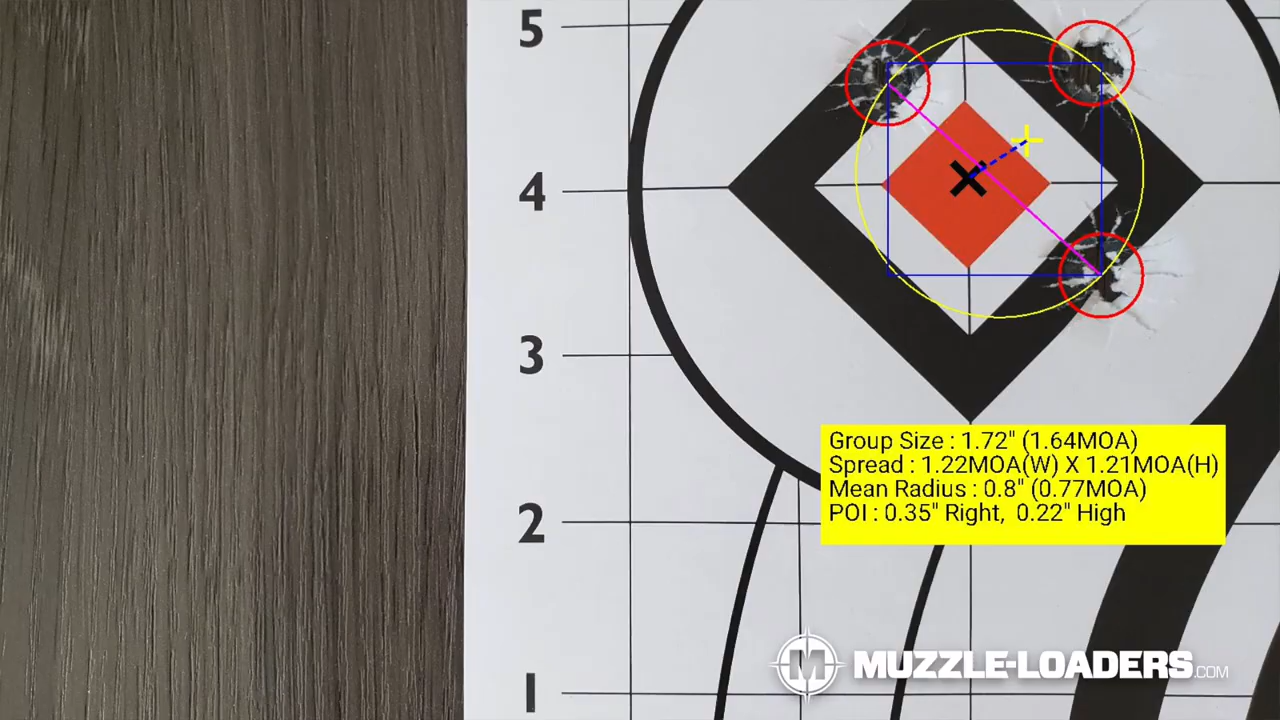 5
4
3
2
1
Group Size : 1.72" (1.64MOA)
Spread : 1.22MOA(W) X 1.21MOA(H)
Mean Radius : 0.8" (0.77MOA)
POI : 0.35" Right,  0.22" High
M MUZZLE-LOADERS.COM